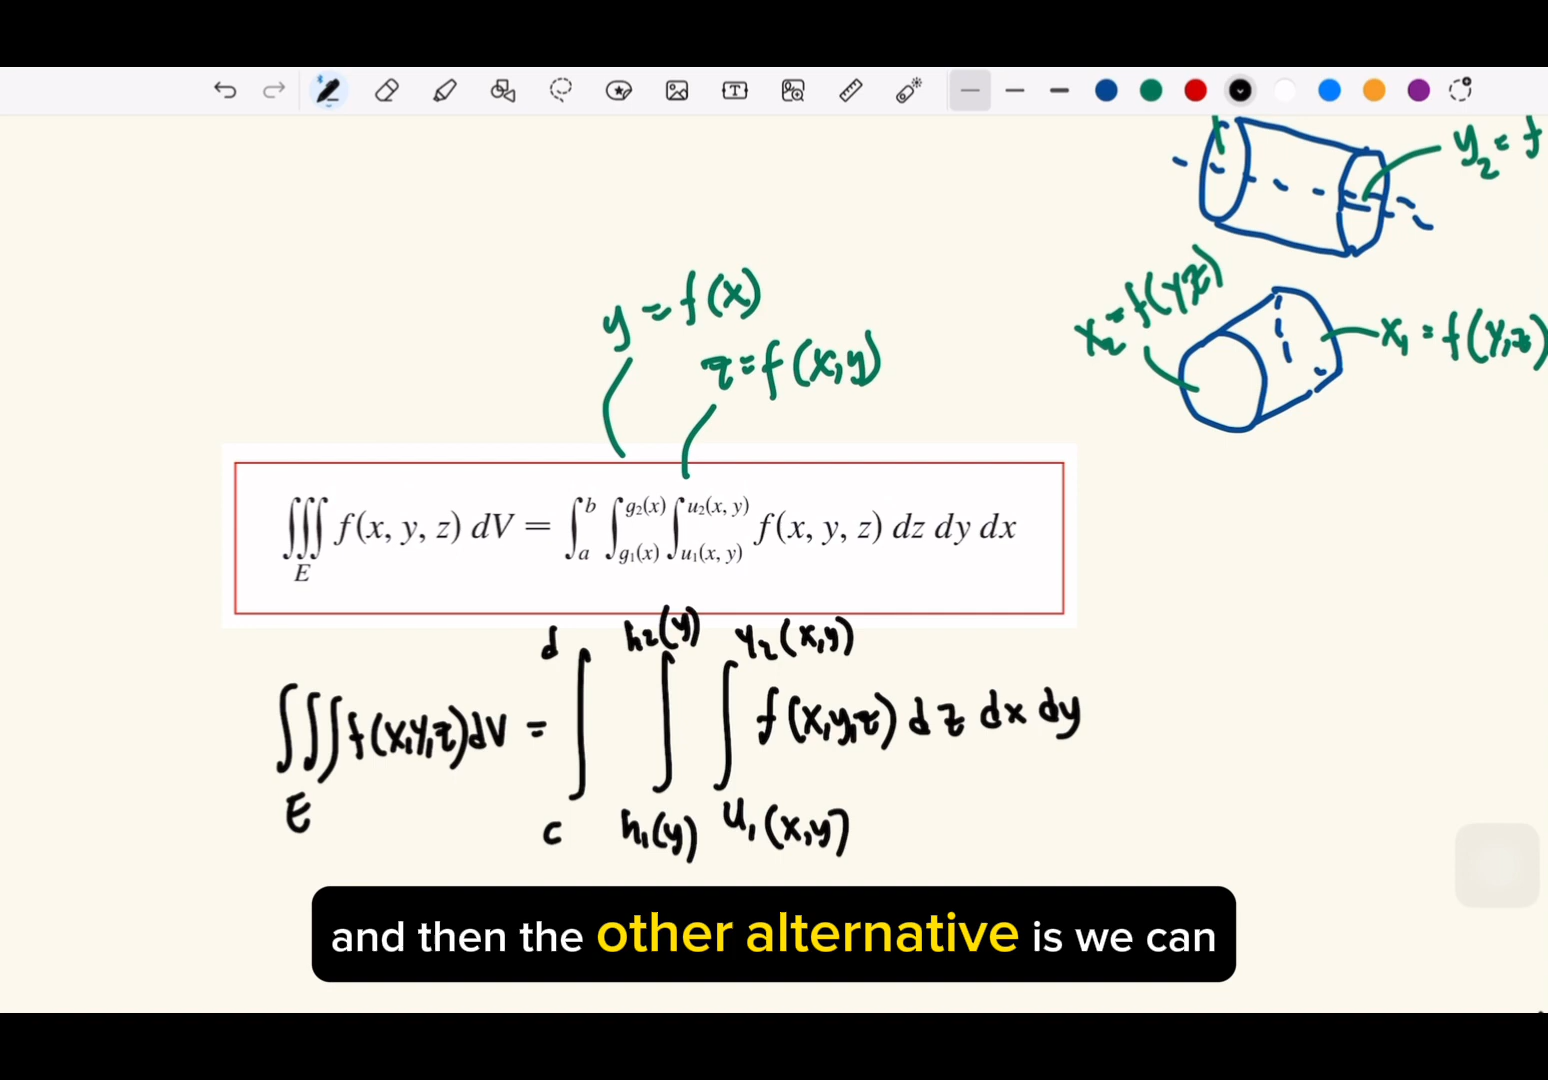 y₂ = f
x₂ = f(y,z)
x₁ = f(y,z)
y = f(x)
z = f(x,y)
∭_E f(x, y, z) dV = ∫_a^b ∫_{g₁(x)}^{g₂(x)} ∫_{u₁(x, y)}^{u₂(x, y)} f(x, y, z) dz dy dx
∭_E f(x,y,z)dV = ∫_c^d ∫_{h₁(y)}^{h₂(y)} ∫_{u₁(x,y)}^{y₂(x,y)} f(x,y,z) dz dx dy
and then the other alternative is we can